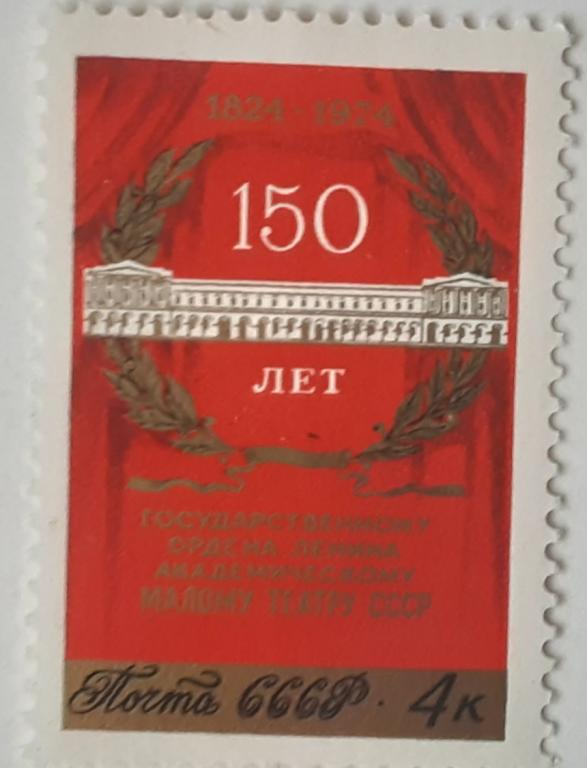 1824-1974
150
ЛЕТ
ГОСУДАРСТВЕННОМУ
ОРДЕНА ЛЕНИНА
АКАДЕМИЧЕСКОМУ
МАЛОМУ ТЕАТРУ СССР
Почта СССР · 4к